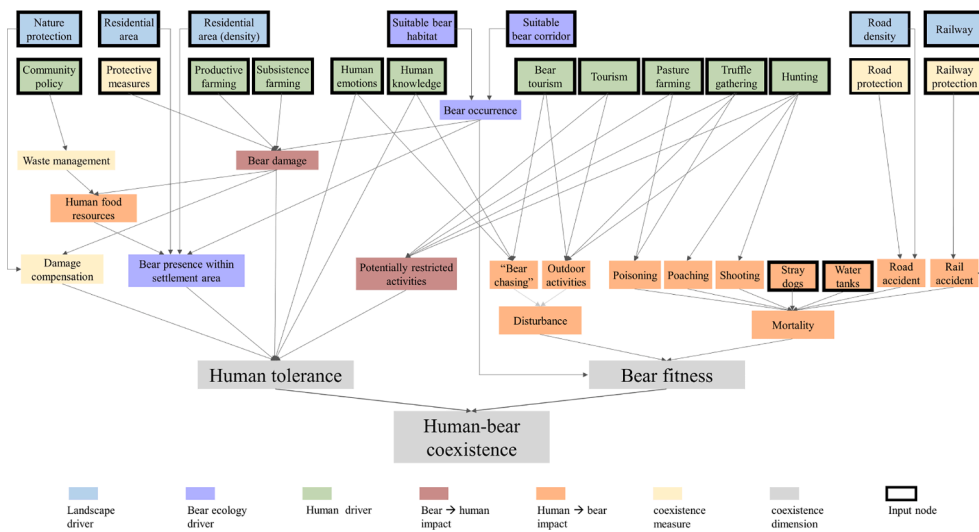 Nature
protection
Residential
area
Residential
area (density)
Suitable bear
habitat
Suitable
bear corridor
Road
density
Railway
Community
policy
Protective
measures
Productive
farming
Subsistence
farming
Human
emotions
Human
knowledge
Bear
tourism
Tourism
Pasture
farming
Truffle
gathering
Hunting
Road
protection
Railway
protection
Bear occurrence
Waste management
Bear damage
Human food
resources
Damage
compensation
Bear presence within
settlement area
Potentially restricted
activities
“Bear
chasing”
Outdoor
activities
Poisoning
Poaching
Shooting
Stray
dogs
Water
tanks
Road
accident
Rail
accident
Disturbance
Mortality
Human tolerance
Bear fitness
Human-bear
coexistence
Landscape
driver
Bear ecology
driver
Human driver
Bear → human
impact
Human → bear
impact
coexistence
measure
coexistence
dimension
Input node